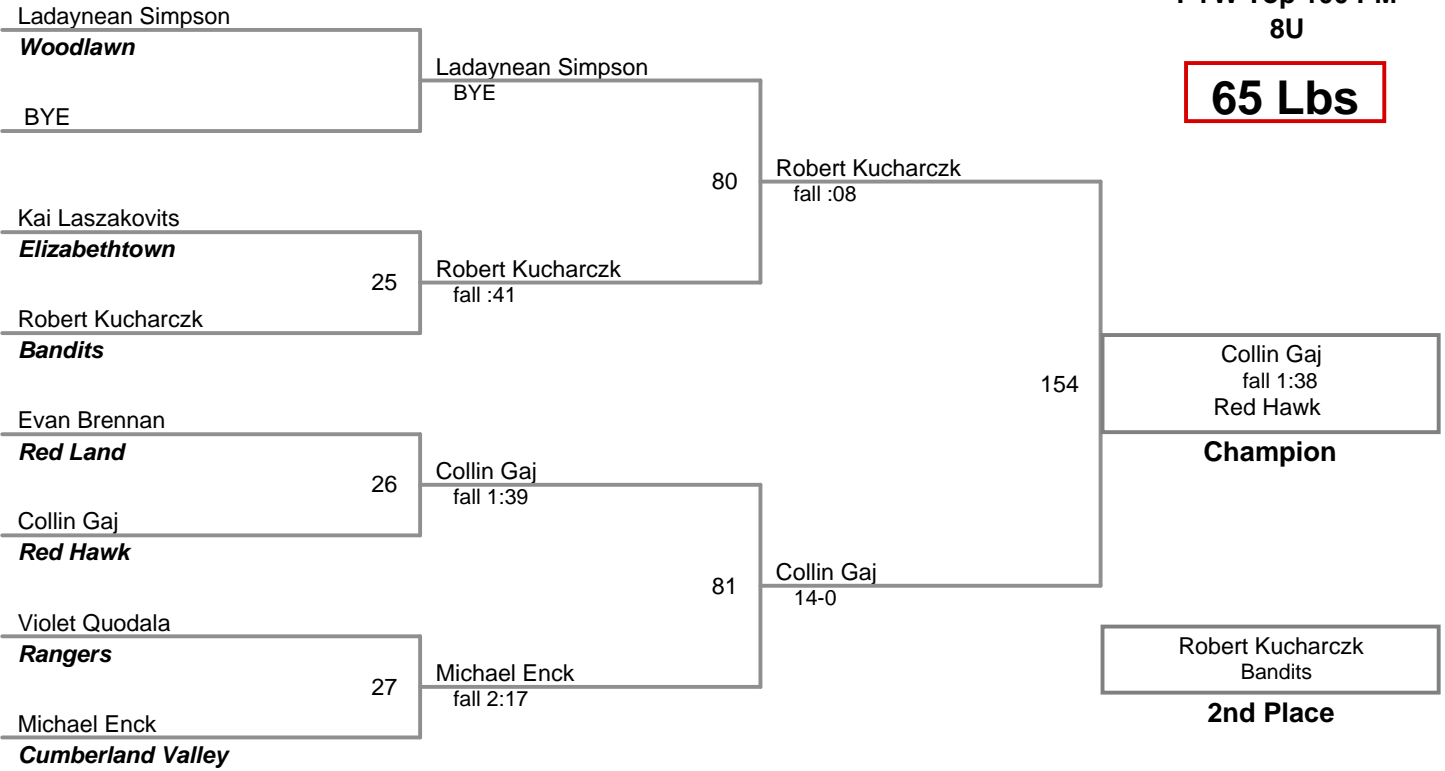 8U
65 Lbs
Ladaynean Simpson
Woodlawn
BYE
Kai Laszakovits
Elizabethtown
25
Robert Kucharczk
Bandits
Evan Brennan
Red Land
26
Collin Gaj
Red Hawk
Violet Quodala
Rangers
27
Michael Enck
Cumberland Valley
Ladaynean Simpson
BYE
80
Robert Kucharczk
fall :41
Collin Gaj
fall 1:39
81
Michael Enck
fall 2:17
Robert Kucharczk
fall :08
154
Collin Gaj
14-0
Collin Gaj
fall 1:38
Red Hawk
Champion
Robert Kucharczk
Bandits
2nd Place